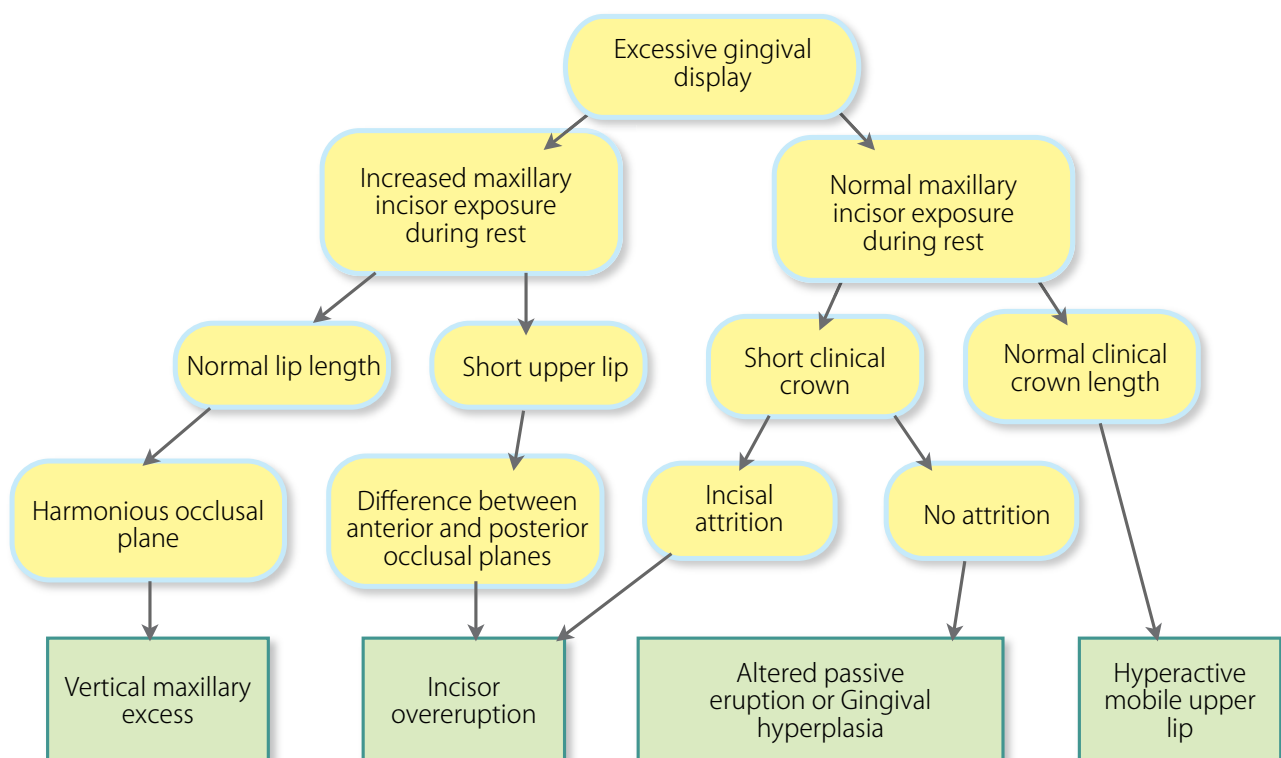 Excessive gingival
display
Increased maxillary
incisor exposure
during rest
Normal maxillary
incisor exposure
during rest
Normal lip length
Short upper lip
Short clinical
crown
Normal clinical
crown length
Harmonious occlusal
plane
Difference between
anterior and posterior
occlusal planes
Incisal
attrition
No attrition
Vertical maxillary
excess
Incisor
overeruption
Altered passive
eruption or Gingival
hyperplasia
Hyperactive
mobile upper
lip